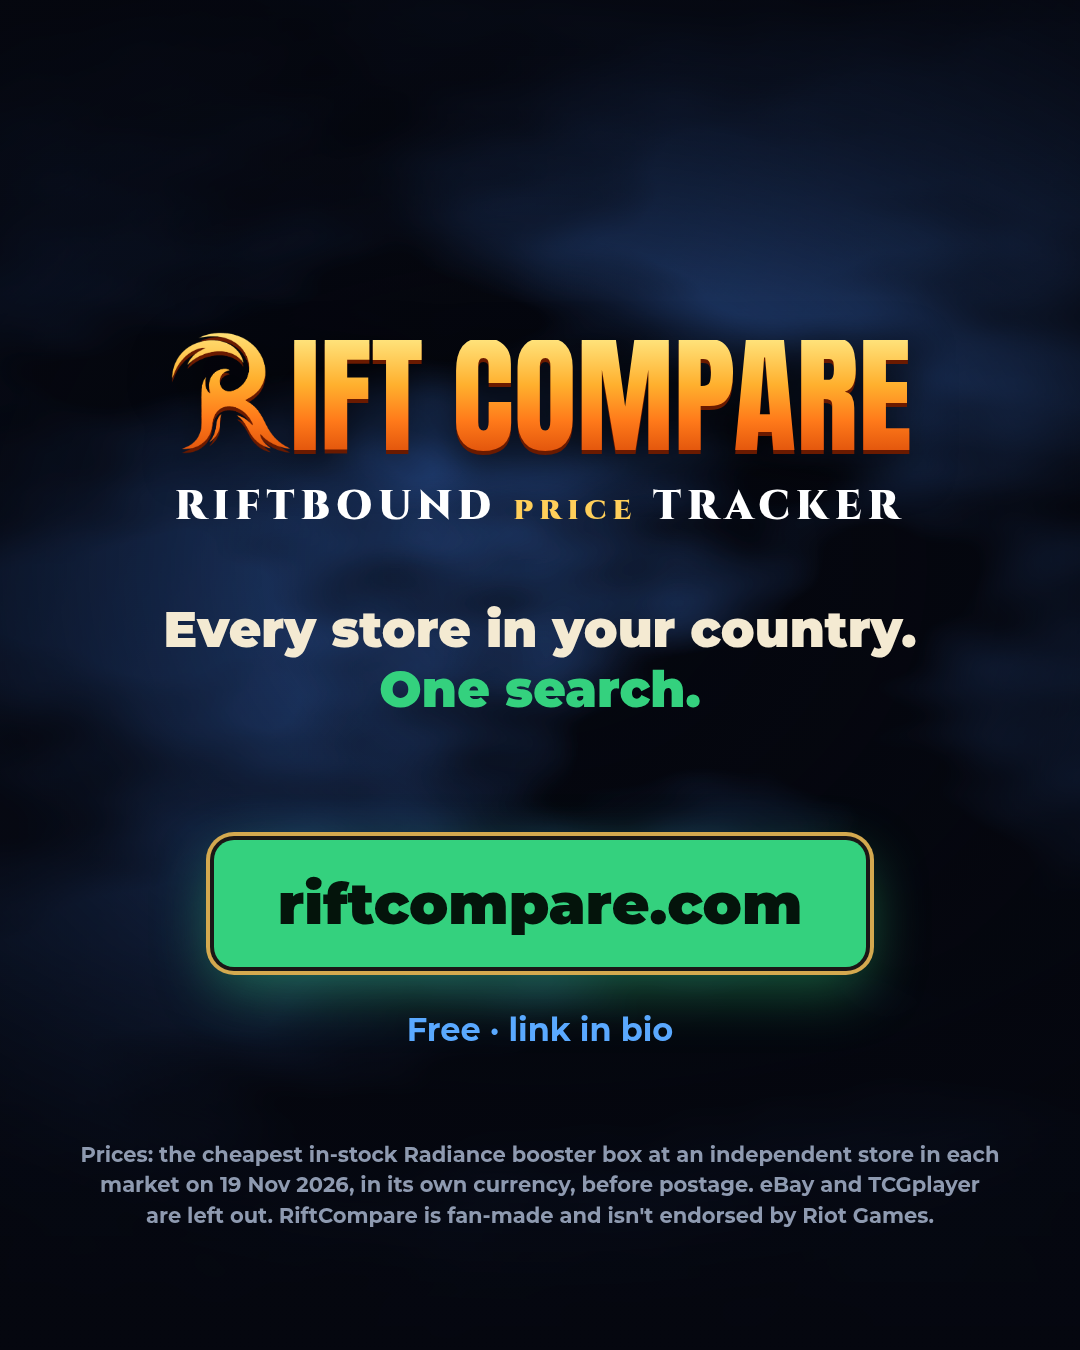 RIFT COMPARE
RIFTBOUND PRICE TRACKER
Every store in your country.
One search.
riftcompare.com
Free · link in bio
Prices: the cheapest in-stock Radiance booster box at an independent store in each
market on 19 Nov 2026, in its own currency, before postage. eBay and TCGplayer
are left out. RiftCompare is fan-made and isn't endorsed by Riot Games.